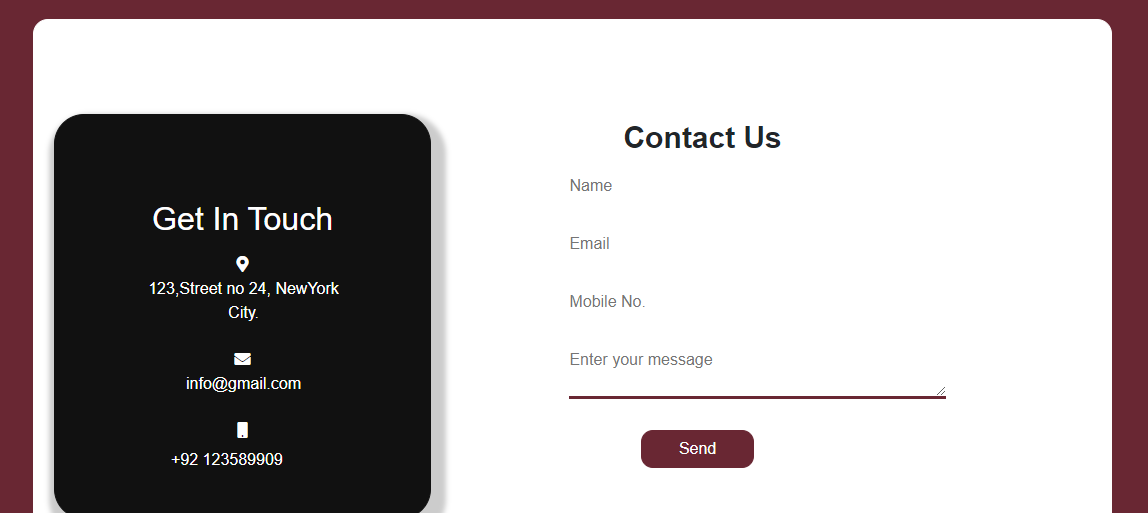 Get In Touch
123,Street no 24, NewYork
City.
info@gmail.com
+92 123589909
Contact Us
Name
Email
Mobile No.
Enter your message
Send